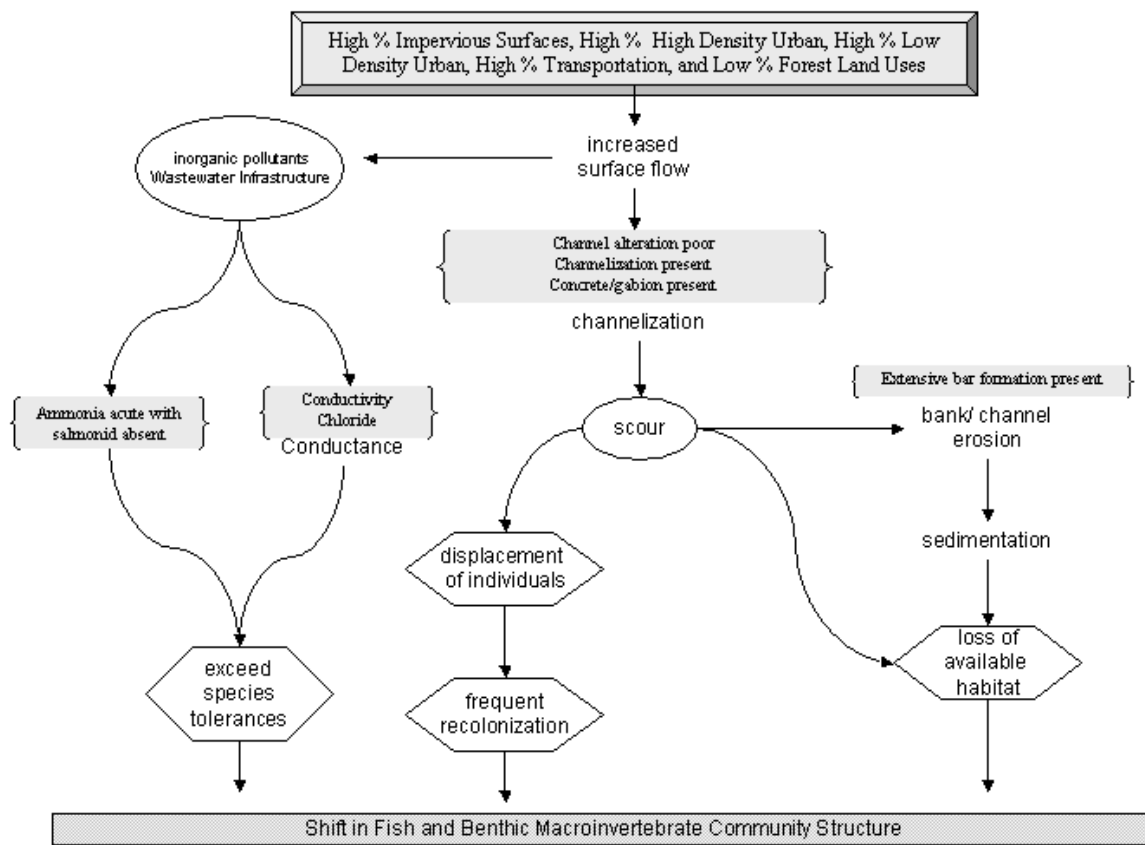 High % Impervious Surfaces, High % High Density Urban, High % Low
Density Urban, High % Transportation, and Low % Forest Land Uses
increased
surface flow
inorganic pollutants
Wastewater Infrastructure
Channel alteration poor
Channelization present
Concrete/gabion present
channelization
Ammonia acute with
salmonid absent
Conductivity
Chloride
Conductance
scour
Extensive bar formation present
bank/ channel
erosion
sedimentation
displacement
of individuals
loss of
available
habitat
exceed
species
tolerances
frequent
recolonization
Shift in Fish and Benthic Macroinvertebrate Community Structure